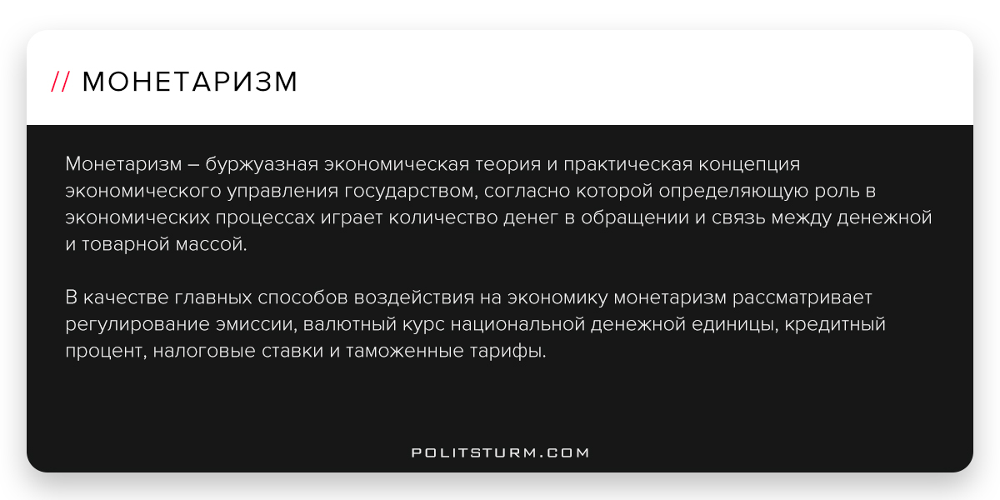 // МОНЕТАРИЗМ
Монетаризм – буржуазная экономическая теория и практическая концепция
экономического управления государством, согласно которой определяющую роль в
экономических процессах играет количество денег в обращении и связь между денежной
и товарной массой.
В качестве главных способов воздействия на экономику монетаризм рассматривает
регулирование эмиссии, валютный курс национальной денежной единицы, кредитный
процент, налоговые ставки и таможенные тарифы.
POLITSTURM.COM